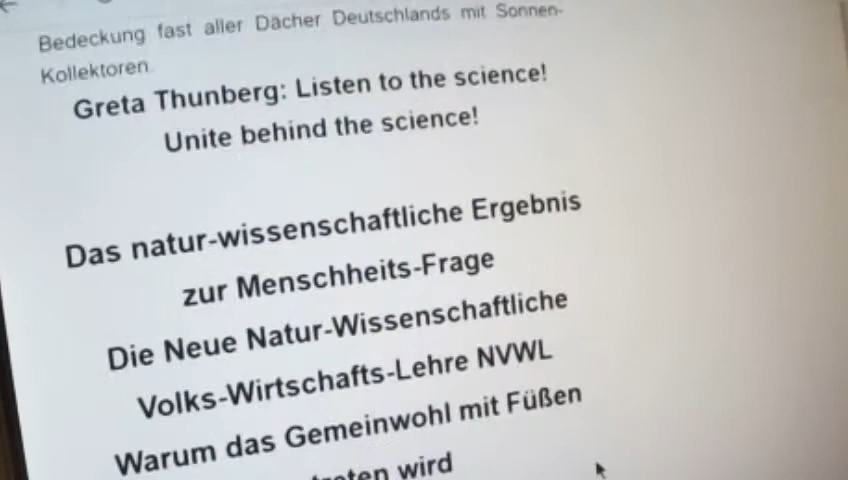 Bedeckung fast aller Dächer Deutschlands mit Sonnen-
Kollektoren
Greta Thunberg: Listen to the science!
Unite behind the science!
Das natur-wissenschaftliche Ergebnis
zur Menschheits-Frage
Die Neue Natur-Wissenschaftliche
Volks-Wirtschafts-Lehre NVWL
Warum das Gemeinwohl mit Füßen
treten wird